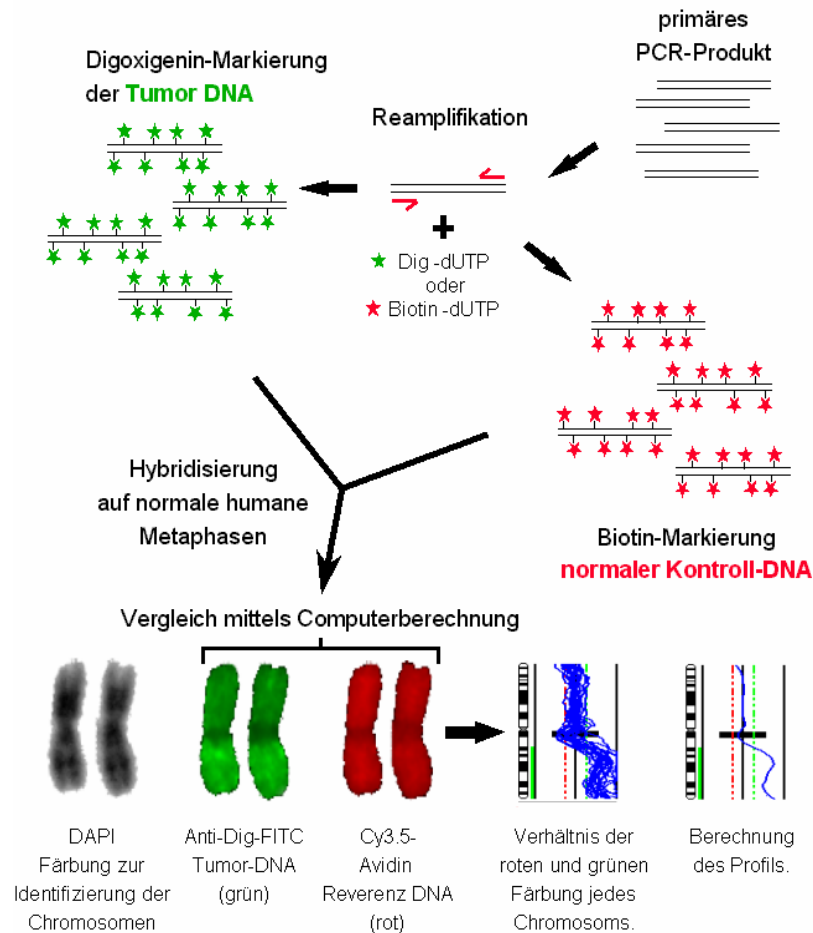 primäres
PCR-Produkt
Digoxigenin-Markierung
der Tumor DNA
Reamplifikation
+
Dig-dUTP
oder
Biotin-dUTP
Hybridisierung
auf normale humane
Metaphasen
Biotin-Markierung
normaler Kontroll-DNA
Vergleich mittels Computerberechnung
DAPI
Färbung zur
Identifizierung der
Chromosomen
Anti-Dig-FITC
Tumor-DNA
(grün)
Cy3.5-
Avidin
Reverenz DNA
(rot)
Verhältnis der
roten und grünen
Färbung jedes
Chromosoms.
Berechnung
des Profils.